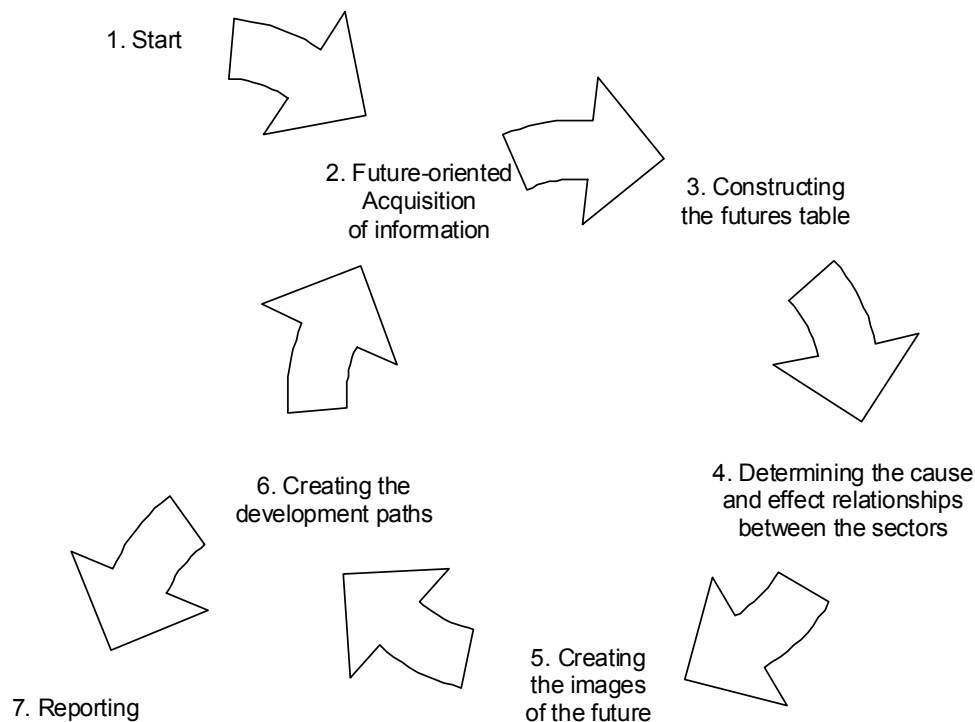 1. Start
2. Future-oriented
Acquisition
of information
3. Constructing
the futures table
4. Determining the cause
and effect relationships
between the sectors
5. Creating
the images
of the future
6. Creating the
development paths
7. Reporting